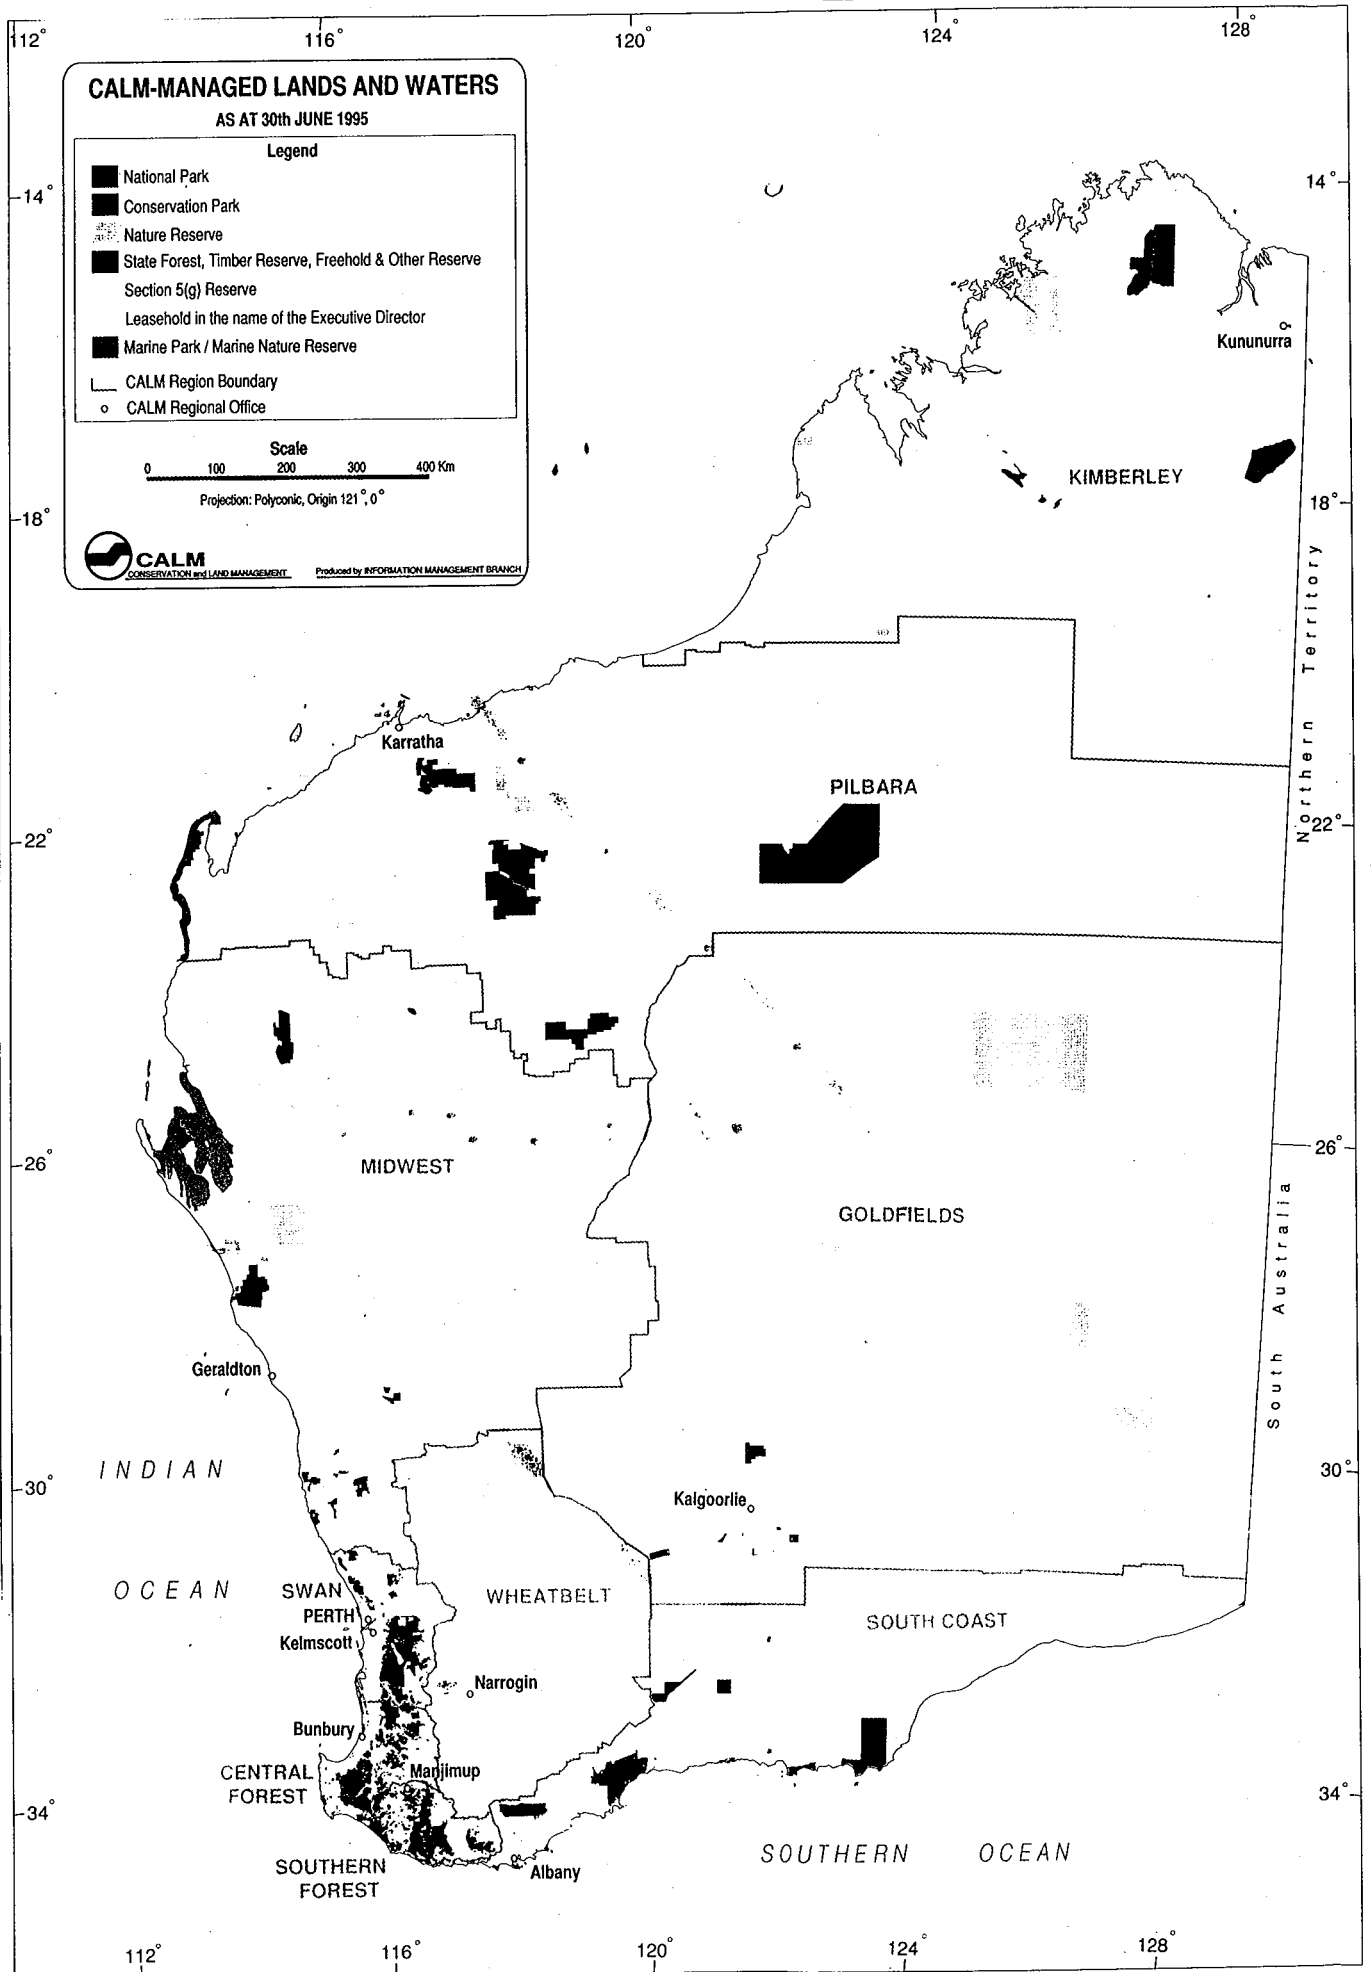 112° 116° 120° 124° 128°
CALM-MANAGED LANDS AND WATERS
AS AT 30th JUNE 1995
Legend
National Park
Conservation Park
Nature Reserve
State Forest, Timber Reserve, Freehold & Other Reserve
Section 5(g) Reserve
Leasehold in the name of the Executive Director
Marine Park / Marine Nature Reserve
CALM Region Boundary
CALM Regional Office
Scale
0 100 200 300 400 Km
Projection: Polyconic, Origin 121°, 0°
CALM
CONSERVATION and LAND MANAGEMENT
Produced by INFORMATION MANAGEMENT BRANCH
14° 14°
Kununurra
KIMBERLEY
18° 18°
Northern Territory
Karratha
PILBARA
22° 22°
26° 26°
MIDWEST
GOLDFIELDS
South Australia
Geraldton
INDIAN
30° 30°
Kalgoorlie
OCEAN
SWAN
WHEATBELT
PERTH
SOUTH COAST
Kelmscott
Narrogin
Bunbury
CENTRAL
FOREST
Manjimup
34° 34°
SOUTHERN OCEAN
SOUTHERN
FOREST
Albany
112° 116° 120° 124° 128°